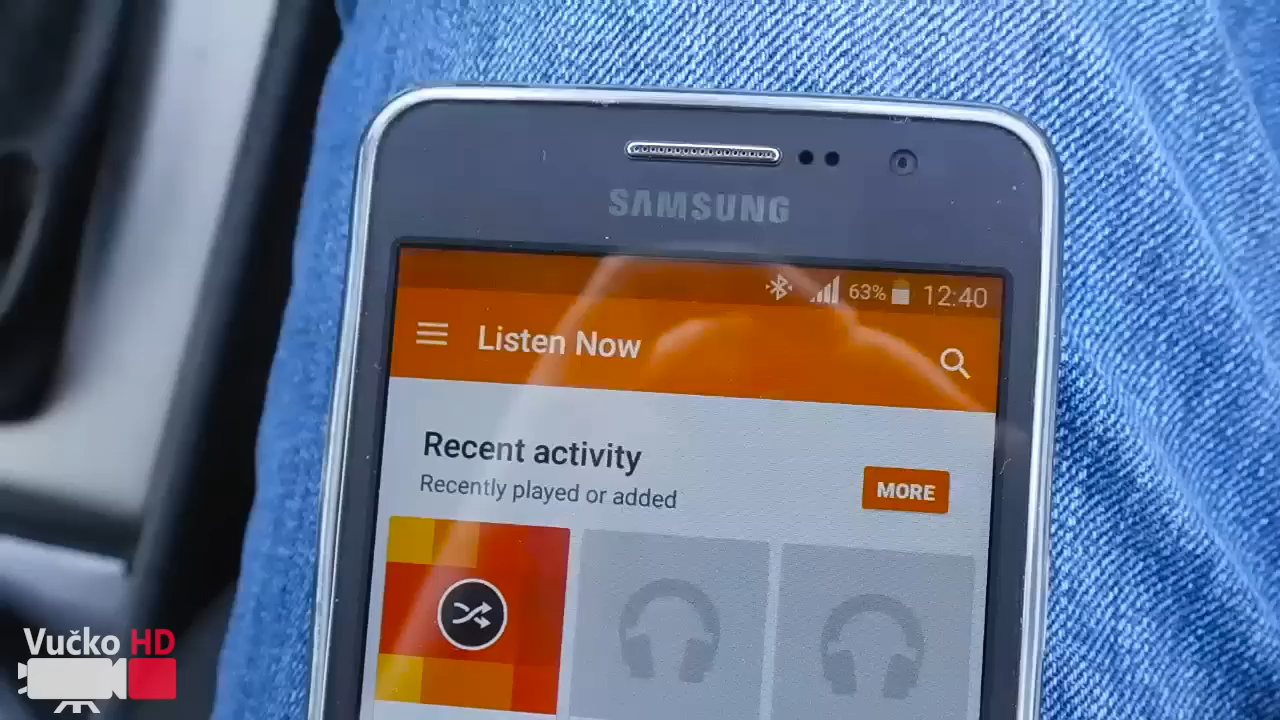 SAMSUNG
63% 12:40
Listen Now
Recent activity
Recently played or added
MORE
Vučko HD